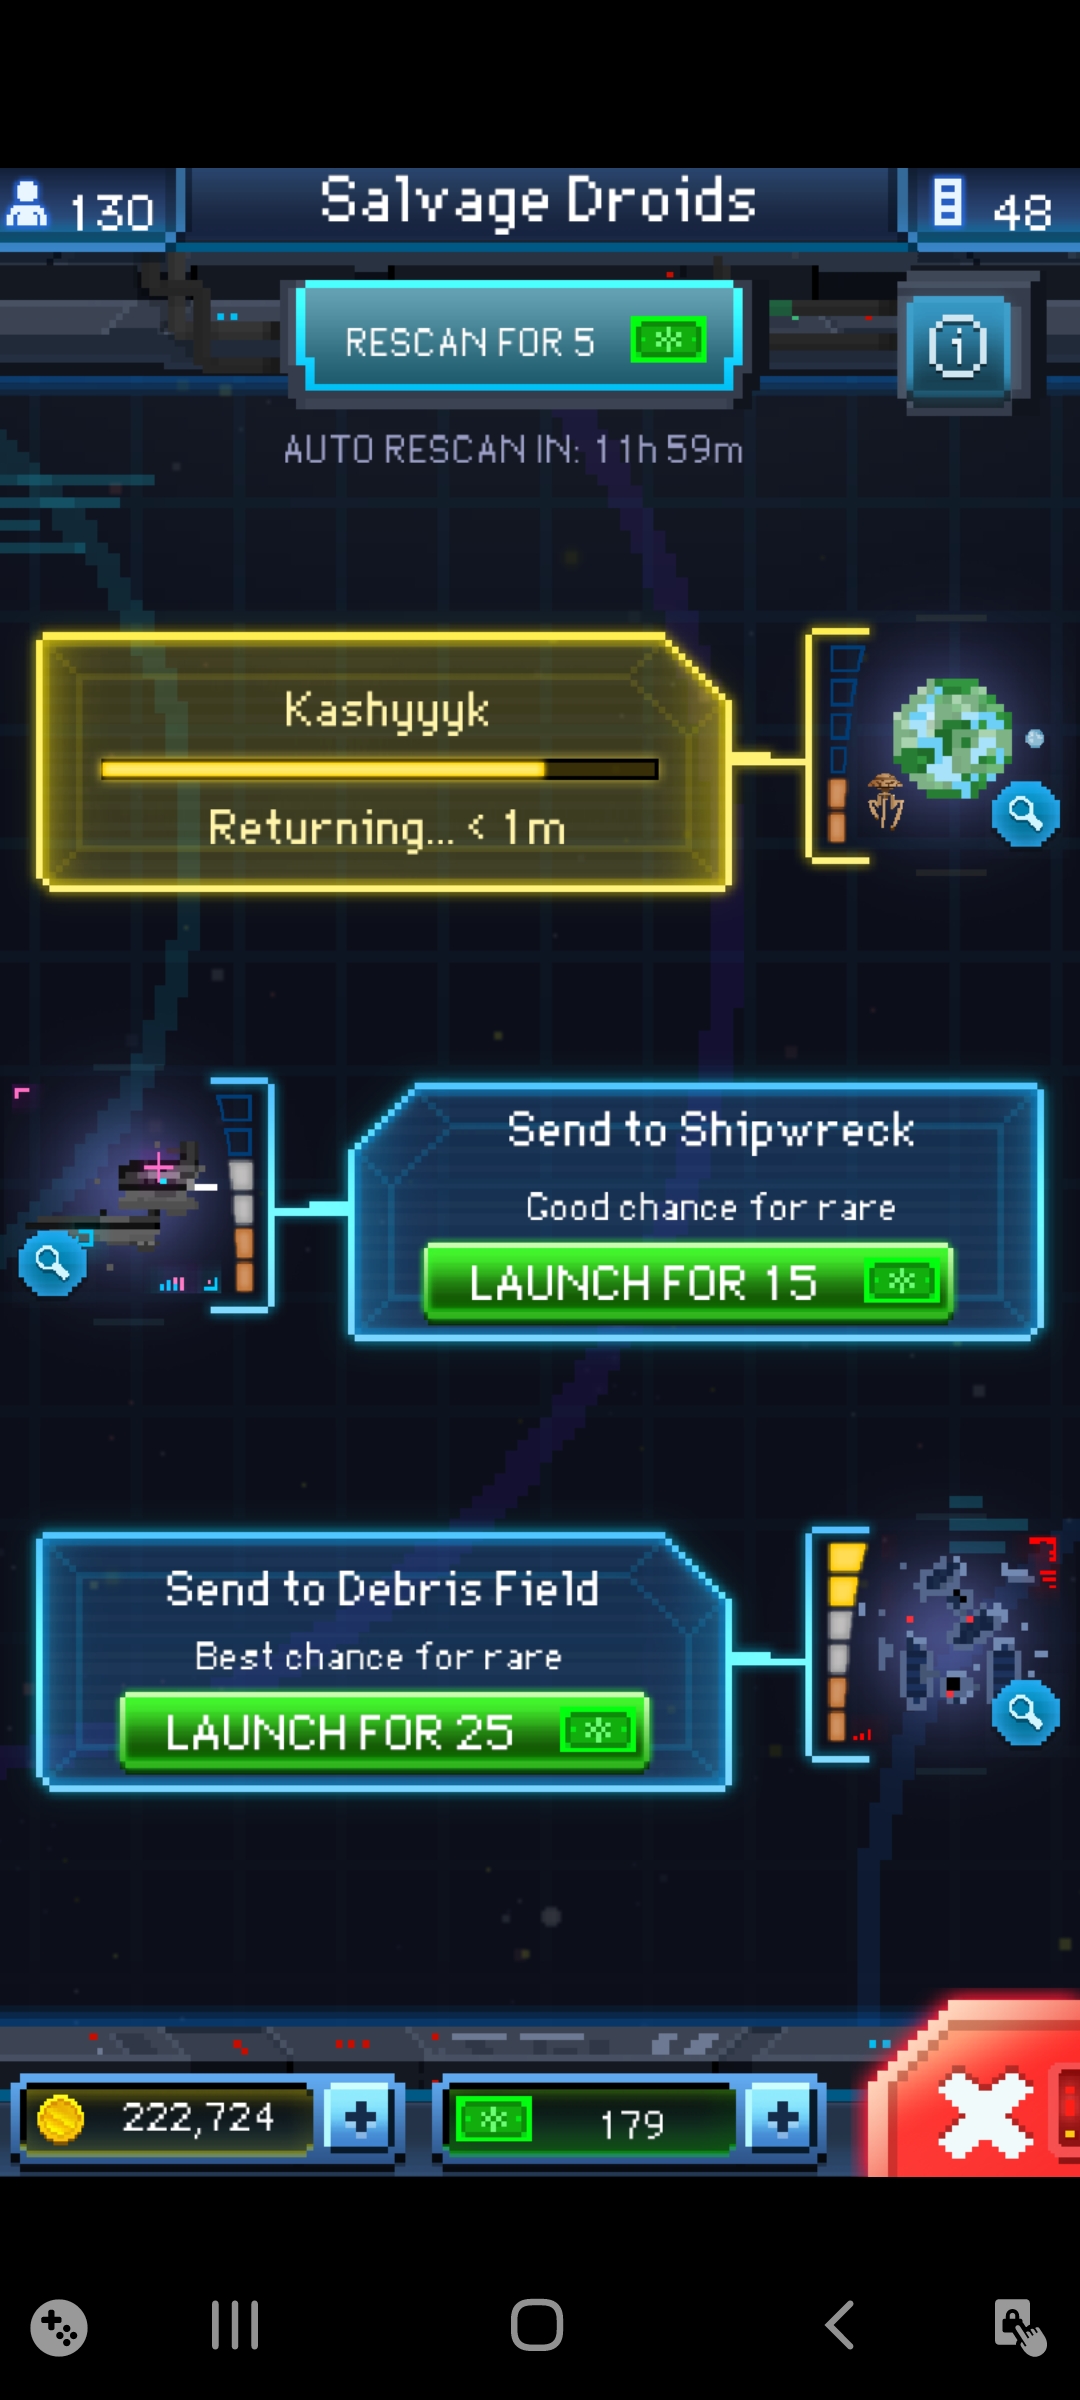 130
Salvage Droids
48
RESCAN FOR 5
AUTO RESCAN IN: 11h 59m
Kashyyyk
Returning... < 1m
Send to Shipwreck
Good chance for rare
LAUNCH FOR 15
Send to Debris Field
Best chance for rare
LAUNCH FOR 25
222,724
179